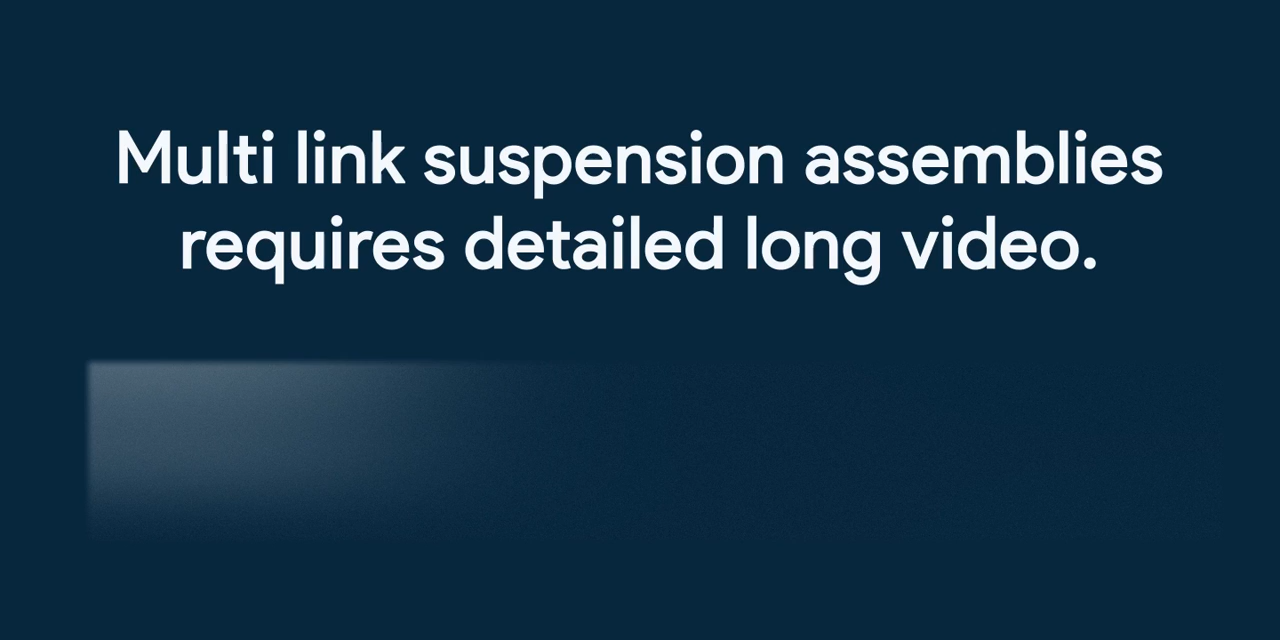 Multi link suspension assemblies
requires detailed long video.